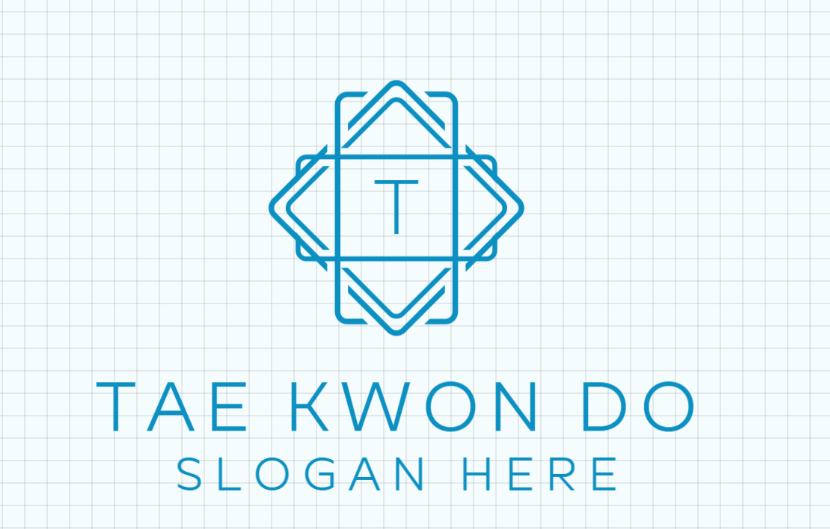 T
TAE KWON DO
SLOGAN HERE